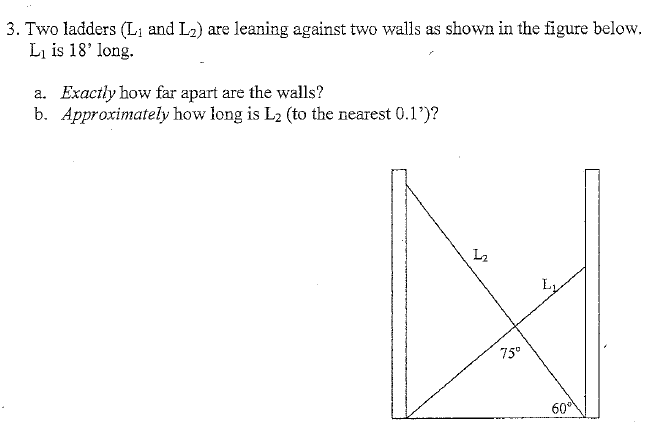 3. Two ladders (L₁ and L₂) are leaning against two walls as shown in the figure below.
L₁ is 18' long.
a. Exactly how far apart are the walls?
b. Approximately how long is L₂ (to the nearest 0.1')?
L₂
L₁
75°
60°